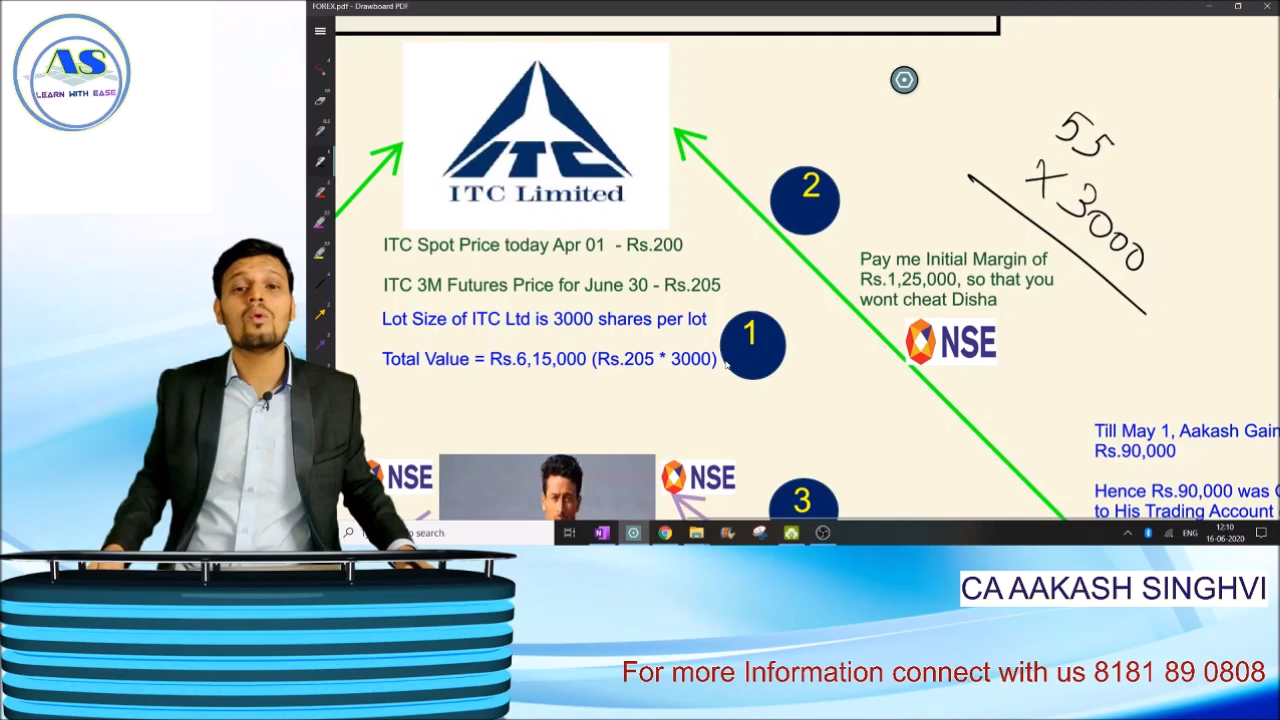 FOREX.pdf - Drawboard PDF
AS
LEARN WITH EASE
ITC
ITC Limited
ITC Spot Price today Apr 01 - Rs.200
ITC 3M Futures Price for June 30 - Rs.205
Lot Size of ITC Ltd is 3000 shares per lot
Total Value = Rs.6,15,000 (Rs.205 * 3000)
1
2
Pay me Initial Margin of
Rs.1,25,000, so that you
wont cheat Disha
NSE
55
X 3000
Till May 1, Aakash Gain
Rs.90,000
Hence Rs.90,000 was
to His Trading Account
NSE
NSE
3
to search
ENG
12:10
16-06-2020
CA AAKASH SINGHVI
For more Information connect with us 8181 89 0808